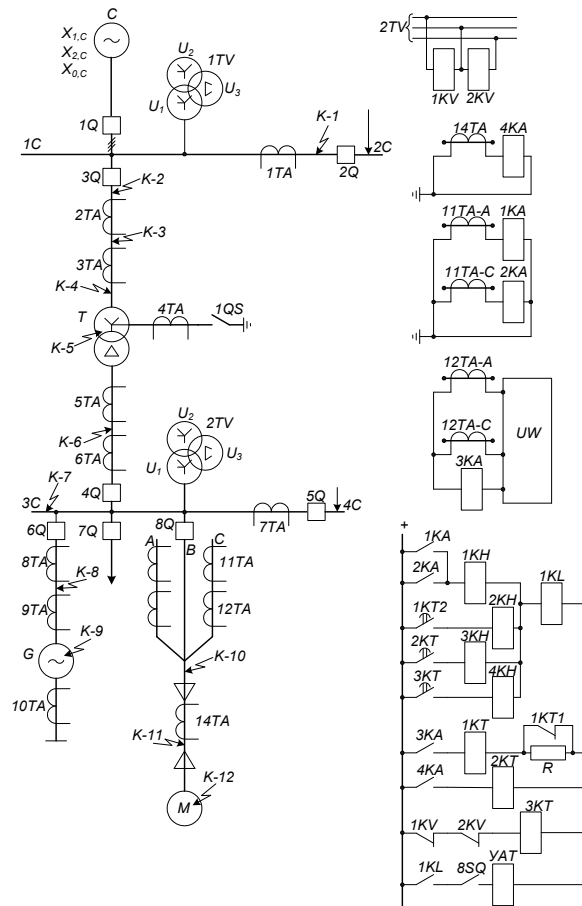 C
X1,C
X2,C
X0,C
U2
1TV
U3
U1
1Q
1C
K-1
2C
1TA
2Q
3Q
K-2
2TA
K-3
3TA
K-4
T
4TA
1QS
K-5
5TA
K-6
6TA
U2
2TV
U1
U3
K-7
4Q
5Q
3C
4C
6Q
7Q
8Q
7TA
A
B
C
8TA
11TA
K-8
9TA
12TA
G
K-9
K-10
10TA
14TA
K-11
K-12
M
2TV
1KV
2KV
14TA
4KA
11TA-A
1KA
11TA-C
2KA
12TA-A
12TA-C
UW
3KA
+
1KA
1KH
1KL
2KA
2KH
1KT2
2KT
3KH
3KT
4KH
1KT
1KT1
3KA
R
4KA
2KT
3KT
1KV
2KV
1KL
8SQ
УАТ